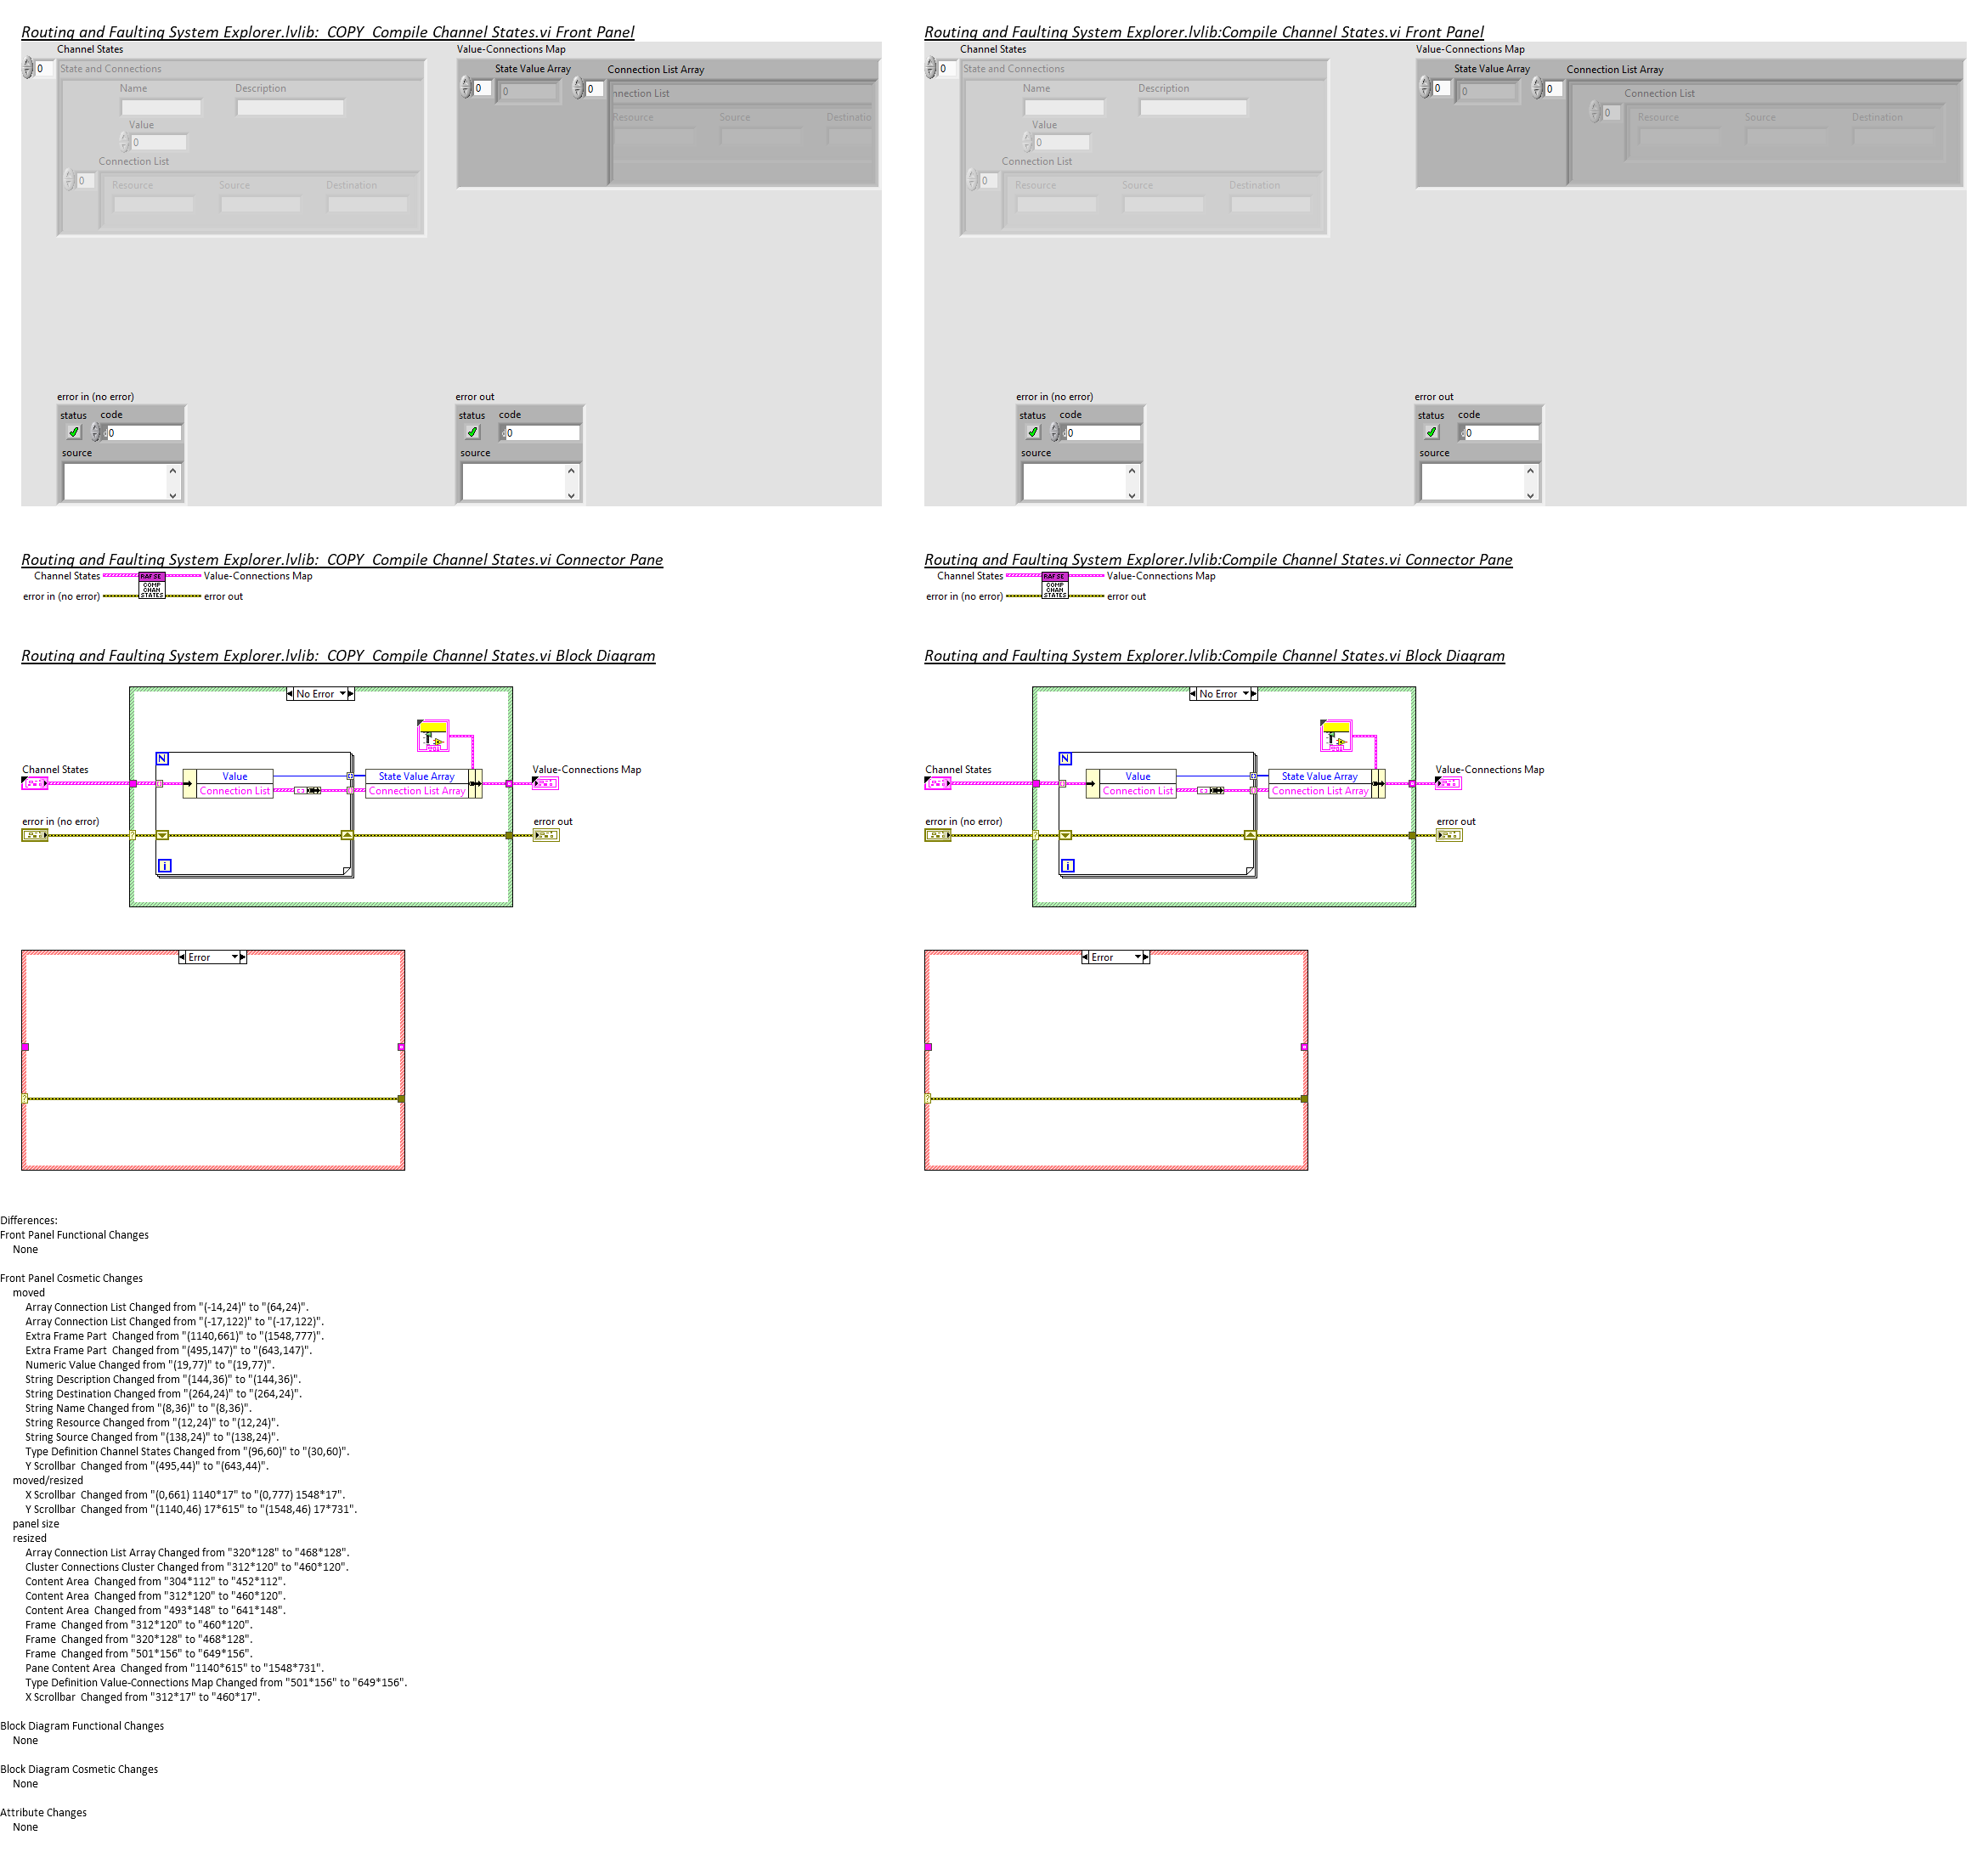 Routing and Faulting System Explorer.lvlib:_COPY_Compile Channel States.vi Front Panel
Channel States
0
State and Connections
Name Description
Value
0
Connection List
0
Resource Source Destination
Value-Connections Map
State Value Array Connection List Array
0 0 0
nnection List
Resource Source Destinatio
error in (no error)
status code
0
source
error out
status code
0
source
Routing and Faulting System Explorer.lvlib:Compile Channel States.vi Front Panel
Channel States
0
State and Connections
Name Description
Value
0
Connection List
0
Resource Source Destination
Value-Connections Map
State Value Array Connection List Array
0 0 0
Connection List
0
Resource Source Destination
error in (no error)
status code
0
source
error out
status code
0
source
Routing and Faulting System Explorer.lvlib:_COPY_Compile Channel States.vi Connector Pane
Channel States RAFSE Value-Connections Map
COMP
CHAN
error in (no error) STATES error out
Routing and Faulting System Explorer.lvlib:Compile Channel States.vi Connector Pane
Channel States RAFSE Value-Connections Map
COMP
CHAN
error in (no error) STATES error out
Routing and Faulting System Explorer.lvlib:_COPY_Compile Channel States.vi Block Diagram
No Error
N
Channel States Value State Value Array Value-Connections Map
Connection List Connection List Array
error in (no error) error out
i
Error
Routing and Faulting System Explorer.lvlib:Compile Channel States.vi Block Diagram
No Error
N
Channel States Value State Value Array Value-Connections Map
Connection List Connection List Array
error in (no error) error out
i
Error
Differences:
Front Panel Functional Changes
None
Front Panel Cosmetic Changes
moved
Array Connection List Changed from "(-14,24)" to "(64,24)".
Array Connection List Changed from "(-17,122)" to "(-17,122)".
Extra Frame Part  Changed from "(1140,661)" to "(1548,777)".
Extra Frame Part  Changed from "(495,147)" to "(643,147)".
Numeric Value Changed from "(19,77)" to "(19,77)".
String Description Changed from "(144,36)" to "(144,36)".
String Destination Changed from "(264,24)" to "(264,24)".
String Name Changed from "(8,36)" to "(8,36)".
String Resource Changed from "(12,24)" to "(12,24)".
String Source Changed from "(138,24)" to "(138,24)".
Type Definition Channel States Changed from "(96,60)" to "(30,60)".
Y Scrollbar  Changed from "(495,44)" to "(643,44)".
moved/resized
X Scrollbar  Changed from "(0,661) 1140*17" to "(0,777) 1548*17".
Y Scrollbar  Changed from "(1140,46) 17*615" to "(1548,46) 17*731".
panel size
resized
Array Connection List Array Changed from "320*128" to "468*128".
Cluster Connections Cluster Changed from "312*120" to "460*120".
Content Area  Changed from "304*112" to "452*112".
Content Area  Changed from "312*120" to "460*120".
Content Area  Changed from "493*148" to "641*148".
Frame  Changed from "312*120" to "460*120".
Frame  Changed from "320*128" to "468*128".
Frame  Changed from "501*156" to "649*156".
Pane Content Area  Changed from "1140*615" to "1548*731".
Type Definition Value-Connections Map Changed from "501*156" to "649*156".
X Scrollbar  Changed from "312*17" to "460*17".
Block Diagram Functional Changes
None
Block Diagram Cosmetic Changes
None
Attribute Changes
None